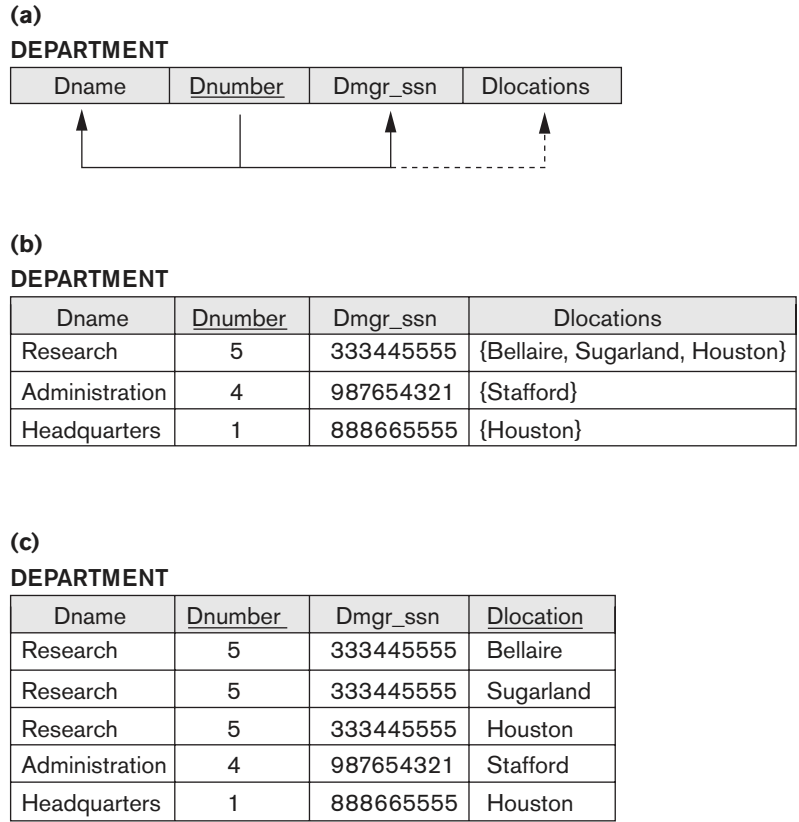 (a)
DEPARTMENT
Dname Dnumber Dmgr_ssn Dlocations
(b)
DEPARTMENT
Dname Dnumber Dmgr_ssn Dlocations
Research 5 333445555 {Bellaire, Sugarland, Houston}
Administration 4 987654321 {Stafford}
Headquarters 1 888665555 {Houston}
(c)
DEPARTMENT
Dname Dnumber Dmgr_ssn Dlocation
Research 5 333445555 Bellaire
Research 5 333445555 Sugarland
Research 5 333445555 Houston
Administration 4 987654321 Stafford
Headquarters 1 888665555 Houston